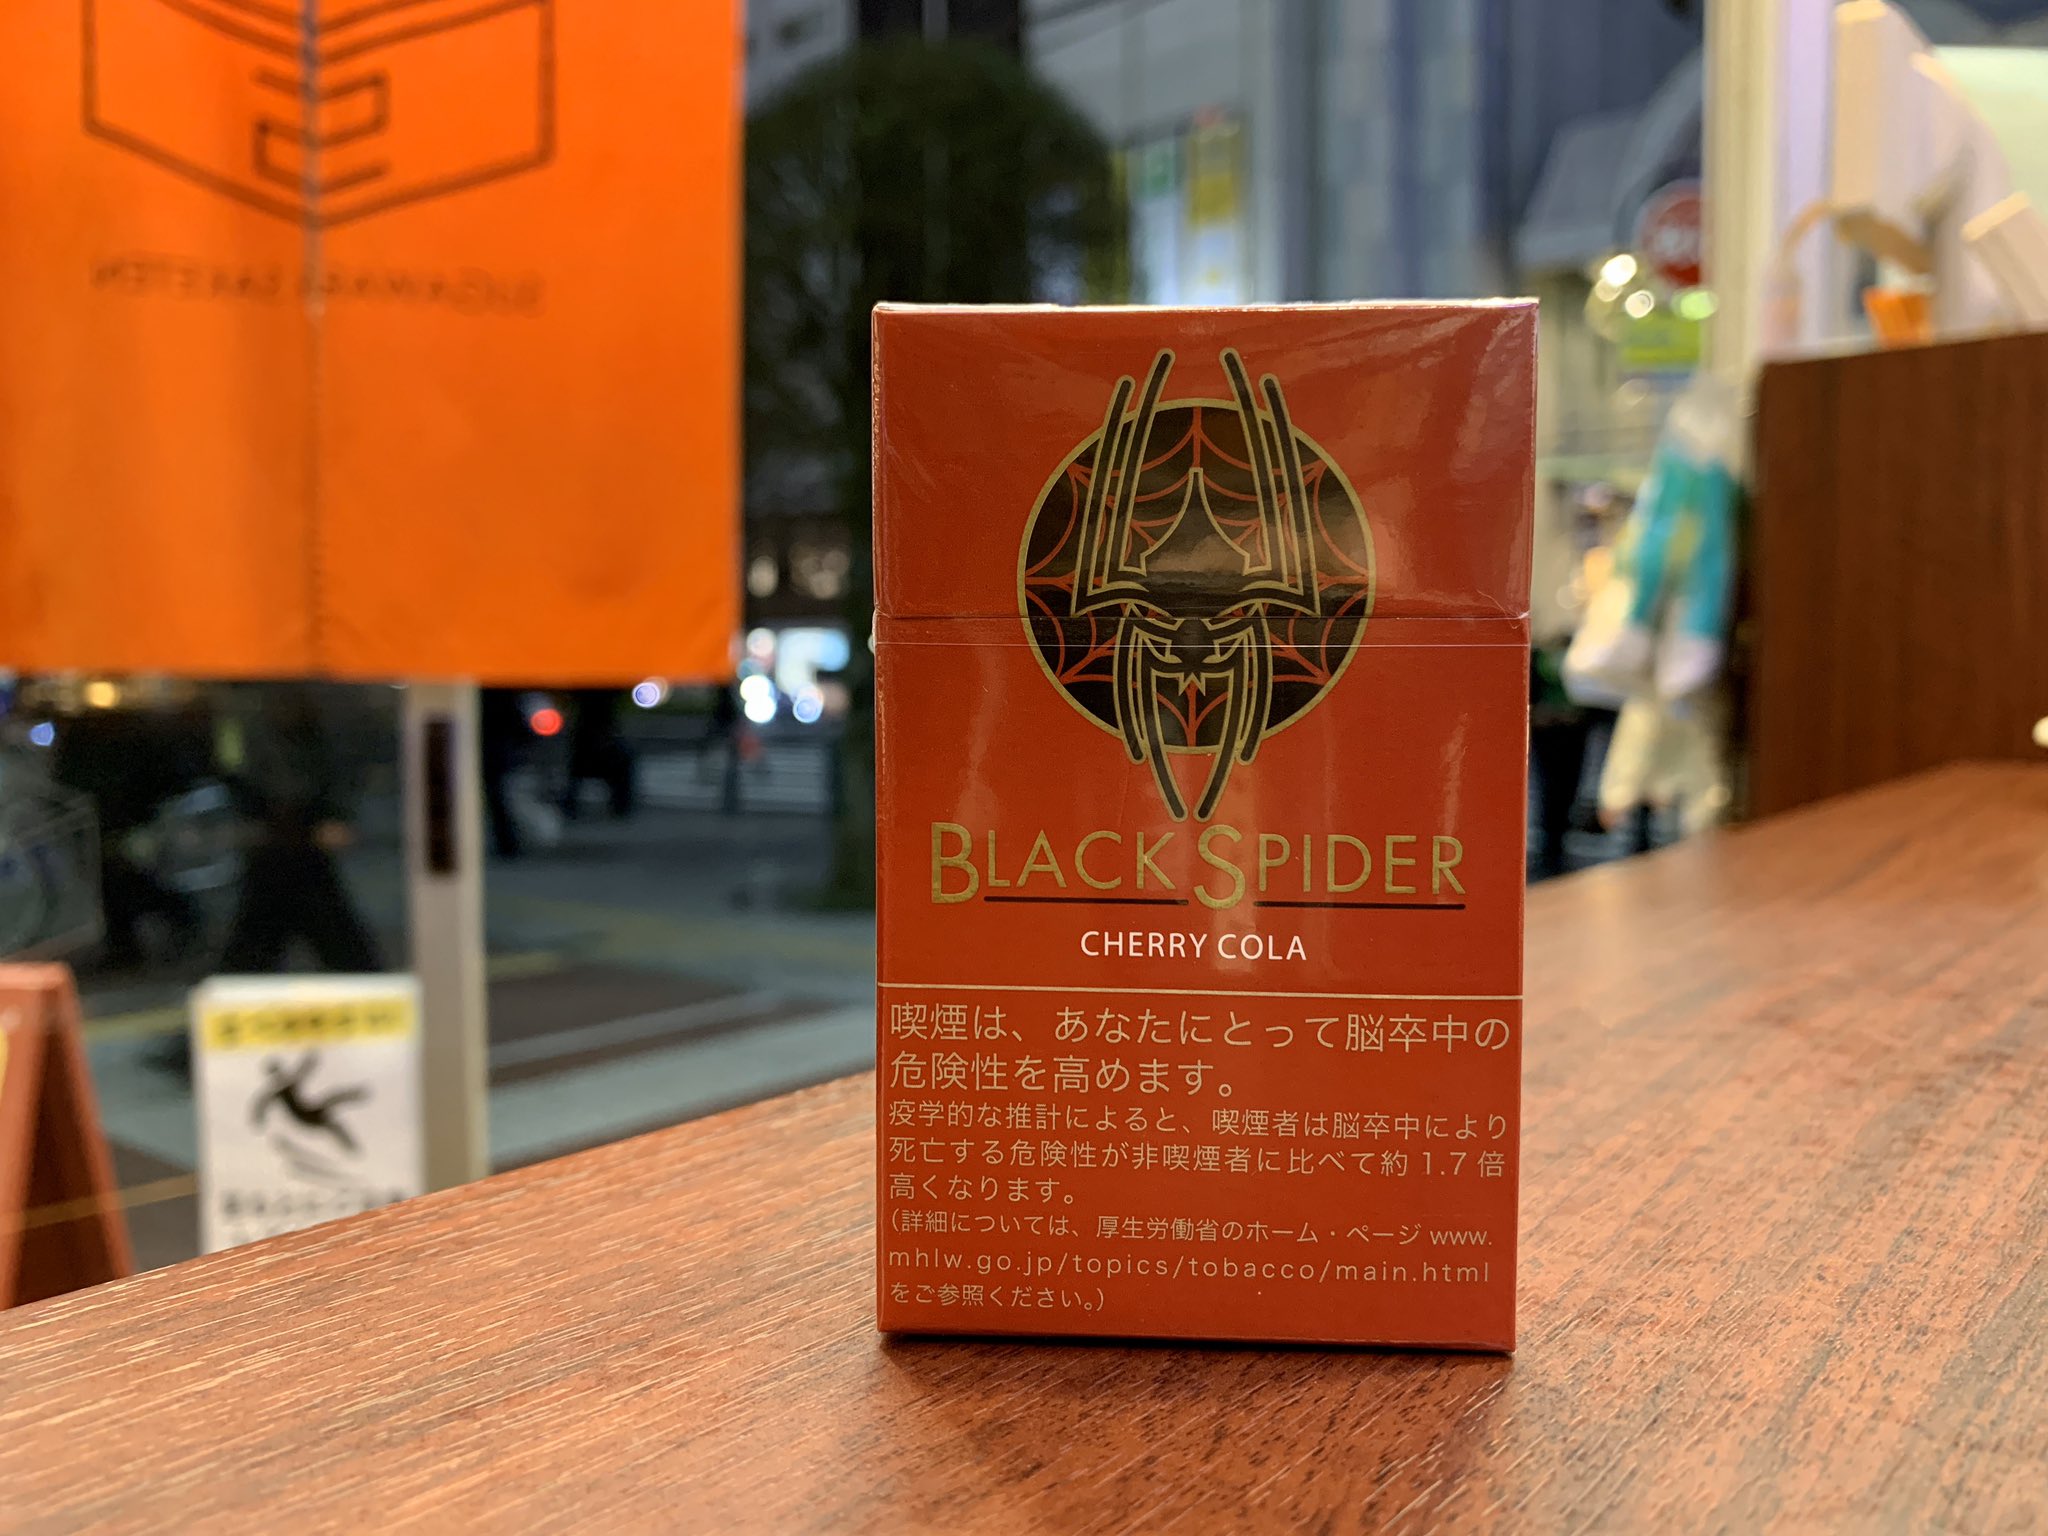 BLACK SPIDER
CHERRY COLA
喫煙は、あなたにとって脳卒中の
危険性を高めます。
疫学的な推計によると、喫煙者は脳卒中により
死亡する危険性が非喫煙者に比べて約1.7倍
高くなります。
(詳細については、厚生労働省のホーム・ページ www.
mhlw.go.jp/topics/tobacco/main.html
をご参照ください。)